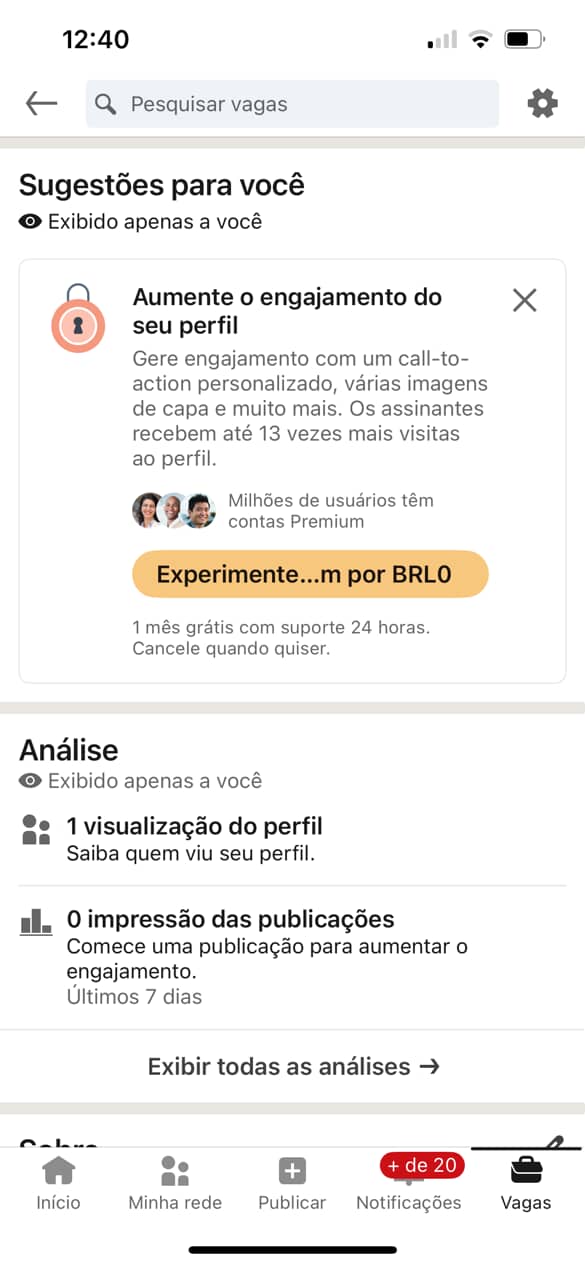 12:40
Pesquisar vagas
Sugestões para você
Exibido apenas a você
Aumente o engajamento do
seu perfil
Gere engajamento com um call-to-
action personalizado, várias imagens
de capa e muito mais. Os assinantes
recebem até 13 vezes mais visitas
ao perfil.
Milhões de usuários têm
contas Premium
Experimente...m por BRL0
1 mês grátis com suporte 24 horas.
Cancele quando quiser.
Análise
Exibido apenas a você
1 visualização do perfil
Saiba quem viu seu perfil.
0 impressão das publicações
Comece uma publicação para aumentar o
engajamento.
Últimos 7 dias
Exibir todas as análises →
+ de 20
Início
Minha rede
Publicar
Notificações
Vagas